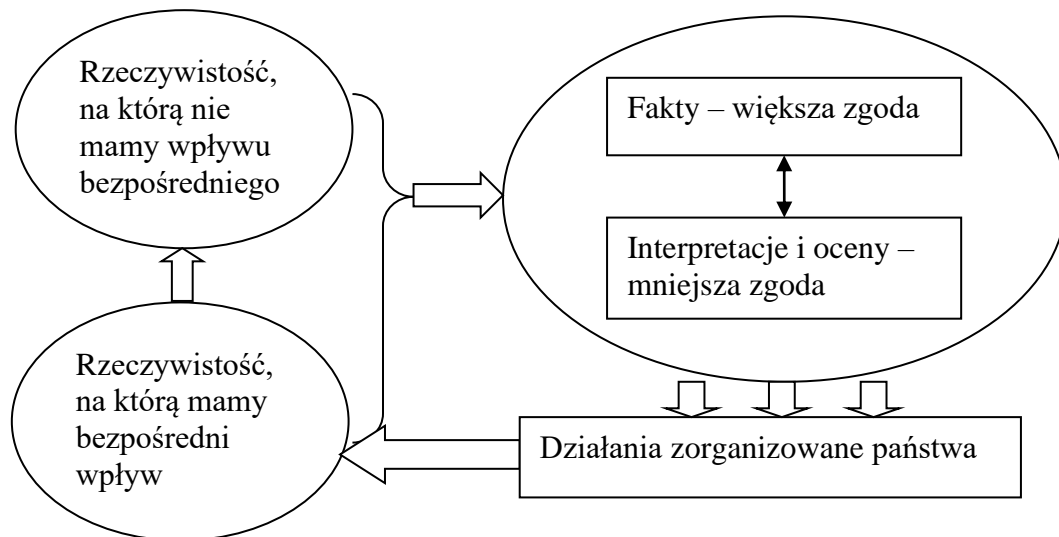 Rzeczywistość,
na którą nie
mamy wpływu
bezpośredniego
Fakty – większa zgoda
Interpretacje i oceny –
mniejsza zgoda
Rzeczywistość,
na którą mamy
bezpośredni
wpływ
Działania zorganizowane państwa